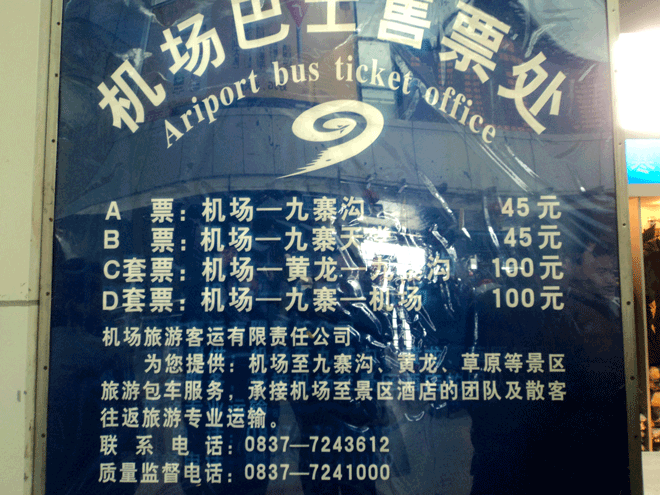 机场巴士售票处
Ariport bus ticket office
A 票：机场—九寨沟 45元
B 票：机场—九寨天堂 45元
C套票：机场—黄龙—九寨沟 100元
D套票：机场—九寨—机场 100元
机场旅游客运有限责任公司
为您提供：机场至九寨沟、黄龙、草原等景区
旅游包车服务，承接机场至景区酒店的团队及散客
往返旅游专业运输。
联系电话：0837—7243612
质量监督电话：0837—7241000